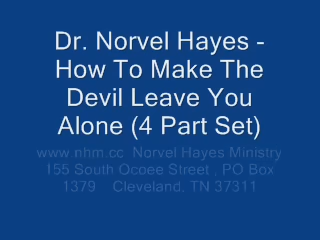 Dr. Norvel Hayes -
How To Make The
Devil Leave You
Alone (4 Part Set)
www.nhm.cc Norvel Hayes Ministry
155 South Ocoee Street , PO Box
1379 Cleveland, TN 37311